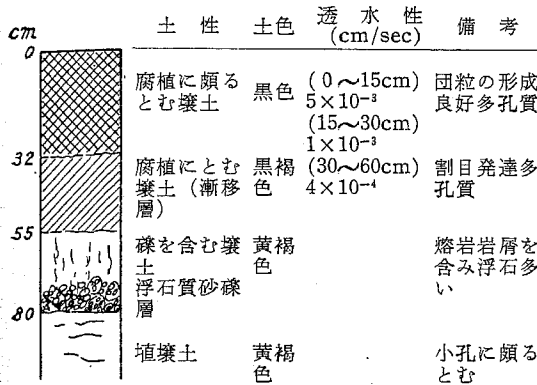 cm
土性 土色 透水性 (cm/sec) 備考
0
腐植に頗る 黒色 (0〜15cm) 団粒の形成
とむ壌土 5×10⁻³ 良好多孔質
(15〜30cm)
1×10⁻³
32
腐植にとむ 黒褐 (30〜60cm) 割目発達多
壌土(漸移 色 4×10⁻⁴ 孔質
層)
55
礫を含む壌 黄褐 熔岩岩屑を
土 色 含み浮石多
浮石質砂礫 い
層
80
埴壌土 黄褐 小孔に頗る
色 とむ